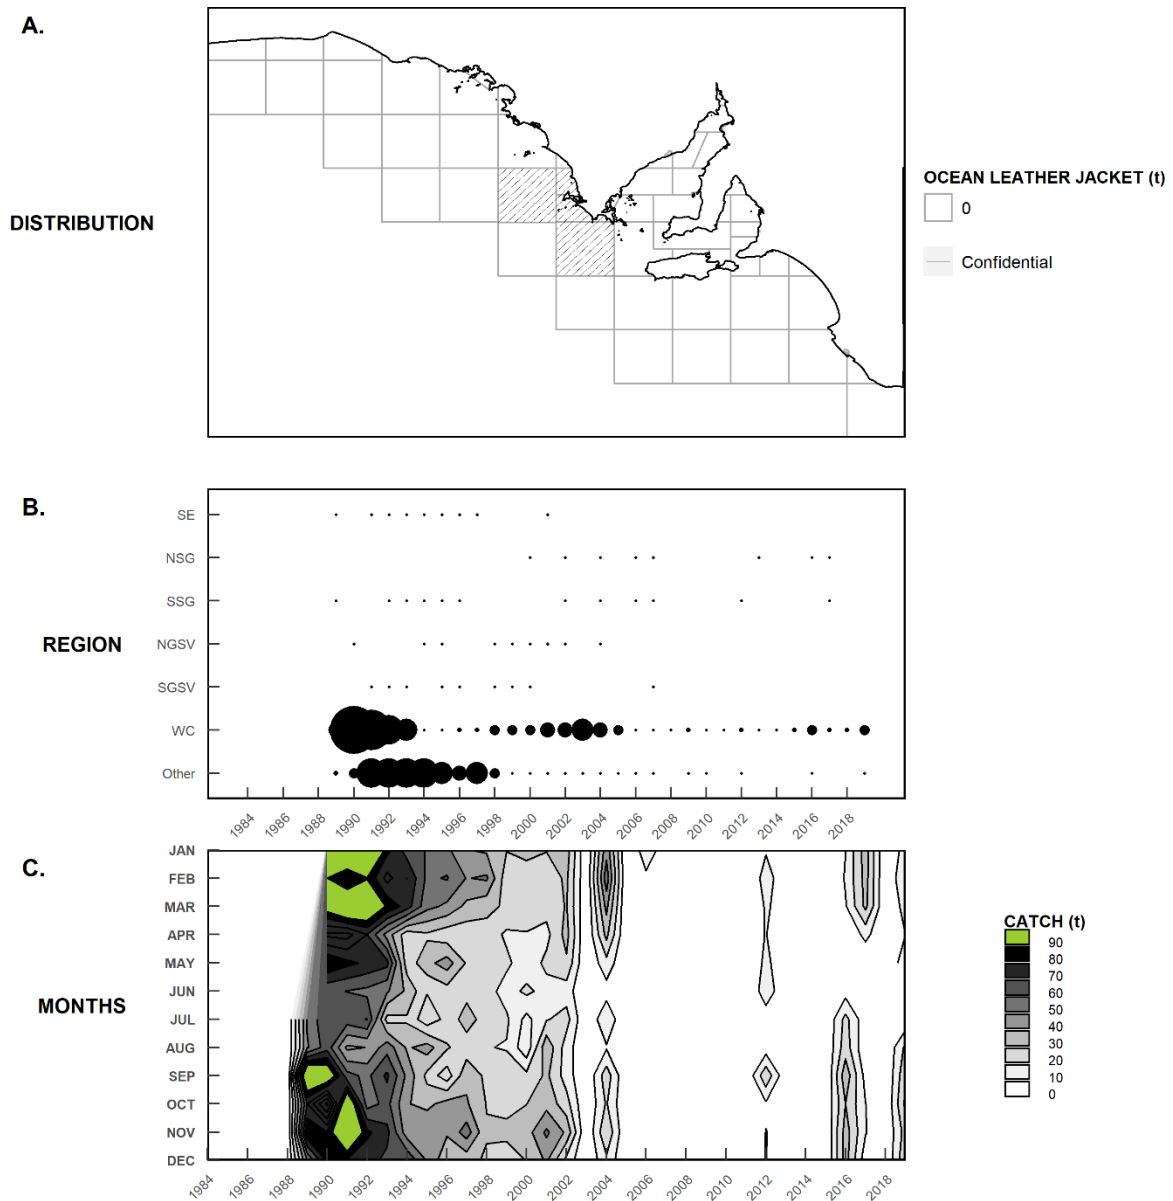 A.
DISTRIBUTION
OCEAN LEATHER JACKET (t)
0
Confidential
B.
REGION
SE
NSG
SSG
NGSV
SGSV
WC
Other
1984 1986 1988 1990 1992 1994 1996 1998 2000 2002 2004 2006 2008 2010 2012 2014 2016 2018
C.
MONTHS
JAN
FEB
MAR
APR
MAY
JUN
JUL
AUG
SEP
OCT
NOV
DEC
1984 1986 1988 1990 1992 1994 1996 1998 2000 2002 2004 2006 2008 2010 2012 2014 2016 2018
CATCH (t)
90
80
70
60
50
40
30
20
10
0